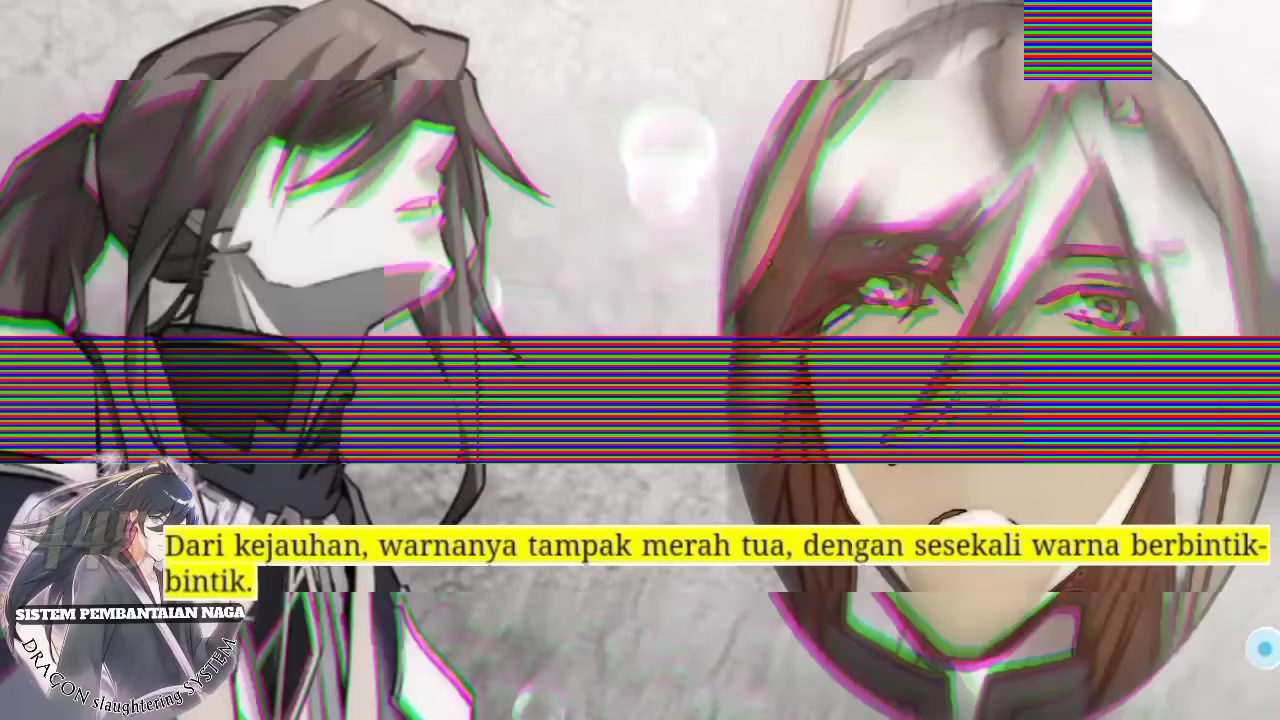 Dari kejauhan, warnanya tampak merah tua, dengan sesekali warna berbintik-
bintik.
SISTEM PEMBANTAIAN NAGA
DRAGON slaughtering SYSTEM